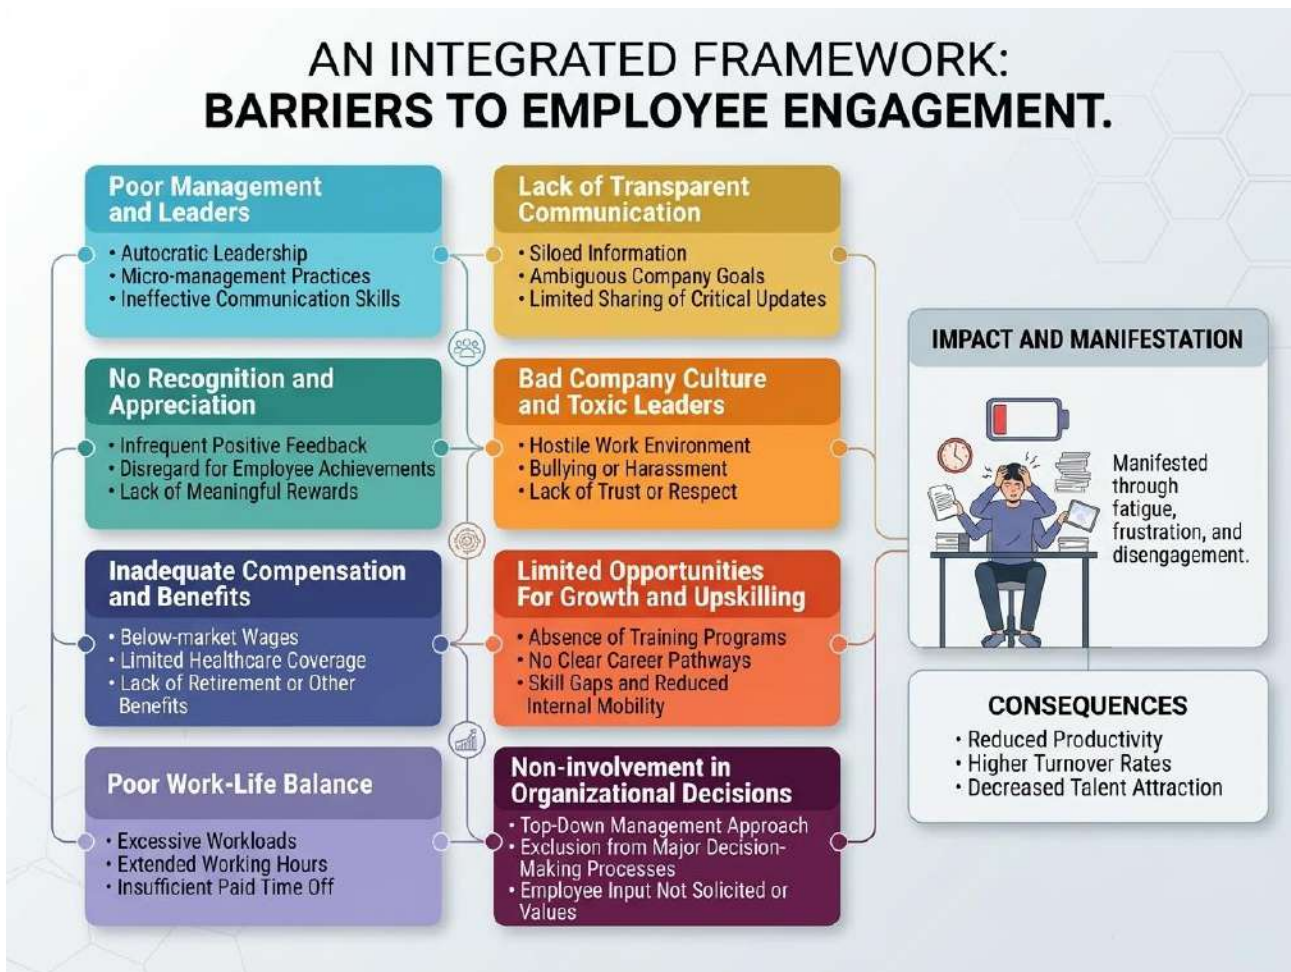 AN INTEGRATED FRAMEWORK:
BARRIERS TO EMPLOYEE ENGAGEMENT.
Poor Management
and Leaders
• Autocratic Leadership
• Micro-management Practices
• Ineffective Communication Skills
Lack of Transparent
Communication
• Siloed Information
• Ambiguous Company Goals
• Limited Sharing of Critical Updates
No Recognition and
Appreciation
• Infrequent Positive Feedback
• Disregard for Employee Achievements
• Lack of Meaningful Rewards
Bad Company Culture
and Toxic Leaders
• Hostile Work Environment
• Bullying or Harassment
• Lack of Trust or Respect
Inadequate Compensation
and Benefits
• Below-market Wages
• Limited Healthcare Coverage
• Lack of Retirement or Other
Benefits
Limited Opportunities
For Growth and Upskilling
• Absence of Training Programs
• No Clear Career Pathways
• Skill Gaps and Reduced
Internal Mobility
Poor Work-Life Balance
• Excessive Workloads
• Extended Working Hours
• Insufficient Paid Time Off
Non-involvement in
Organizational Decisions
• Top-Down Management Approach
• Exclusion from Major Decision-
Making Processes
• Employee Input Not Solicited or
Values
IMPACT AND MANIFESTATION
Manifested
through
fatigue,
frustration, and
disengagement.
CONSEQUENCES
• Reduced Productivity
• Higher Turnover Rates
• Decreased Talent Attraction